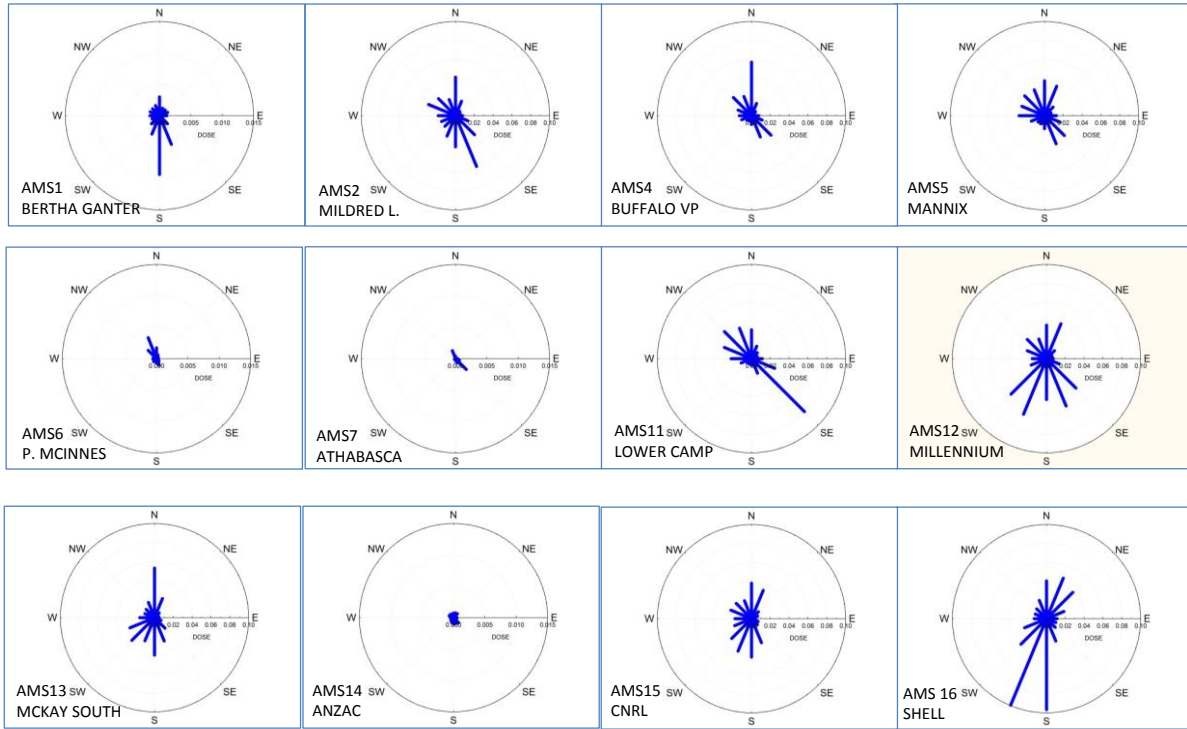 N
NW NE
W 0.005 0.010 0.015 E
DOSE
AMS1 SW SE
BERTHA GANTER
S
N
NW NE
W 0.02 0.04 0.06 0.08 0.10 E
DOSE
AMS2 SW SE
MILDRED L.
S
N
NW NE
W 0.02 0.04 0.06 0.08 0.10 E
DOSE
AMS4 SW SE
BUFFALO VP
S
N
NW NE
W 0.02 0.04 0.06 0.08 0.10 E
DOSE
AMS5 SW SE
MANNIX
S
N
NW NE
W 0.000 0.005 0.010 0.015 E
DOSE
AMS6 SW SE
P. MCINNES
S
N
NW NE
W 0.000 0.005 0.010 0.015 E
DOSE
AMS7 SW SE
ATHABASCA
S
N
NW NE
W 0.02 0.04 0.06 0.08 0.10 E
DOSE
AMS11 SW SE
LOWER CAMP
S
N
NW NE
W 0.02 0.04 0.06 0.08 0.10 E
DOSE
AMS12 SW SE
MILLENNIUM
S
N
NW NE
W 0.02 0.04 0.06 0.08 0.10 E
DOSE
AMS13 SW SE
MCKAY SOUTH
S
N
NW NE
W 0.000 0.005 0.010 0.015 E
DOSE
AMS14 SW SE
ANZAC
S
N
NW NE
W 0.02 0.04 0.06 0.08 0.10 E
DOSE
AMS15 SW SE
CNRL
S
N
NW NE
W 0.02 0.04 0.06 0.08 0.10 E
DOSE
AMS 16 SW SE
SHELL
S